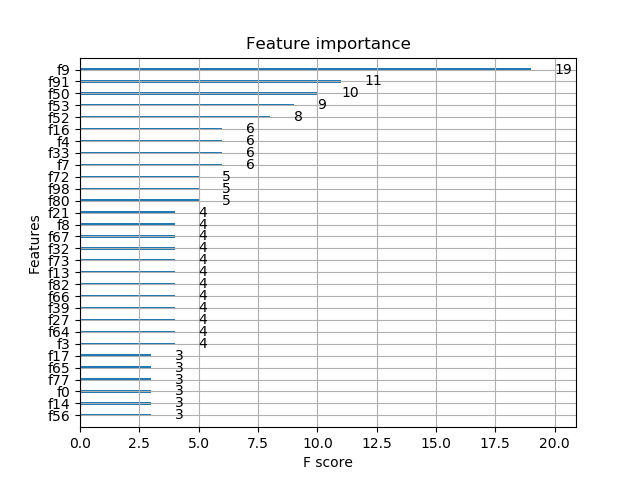 Feature importance
f9 19
f91 11
f50 10
f53 9
f52 8
f16 6
f4 6
f33 6
f7 6
f72 5
f98 5
f80 5
f21 4
f8 4
f67 4
f32 4
f73 4
f13 4
f82 4
f66 4
f39 4
f27 4
f64 4
f3 4
f17 3
f65 3
f77 3
f0 3
f14 3
f56 3
Features
0.0 2.5 5.0 7.5 10.0 12.5 15.0 17.5 20.0
F score